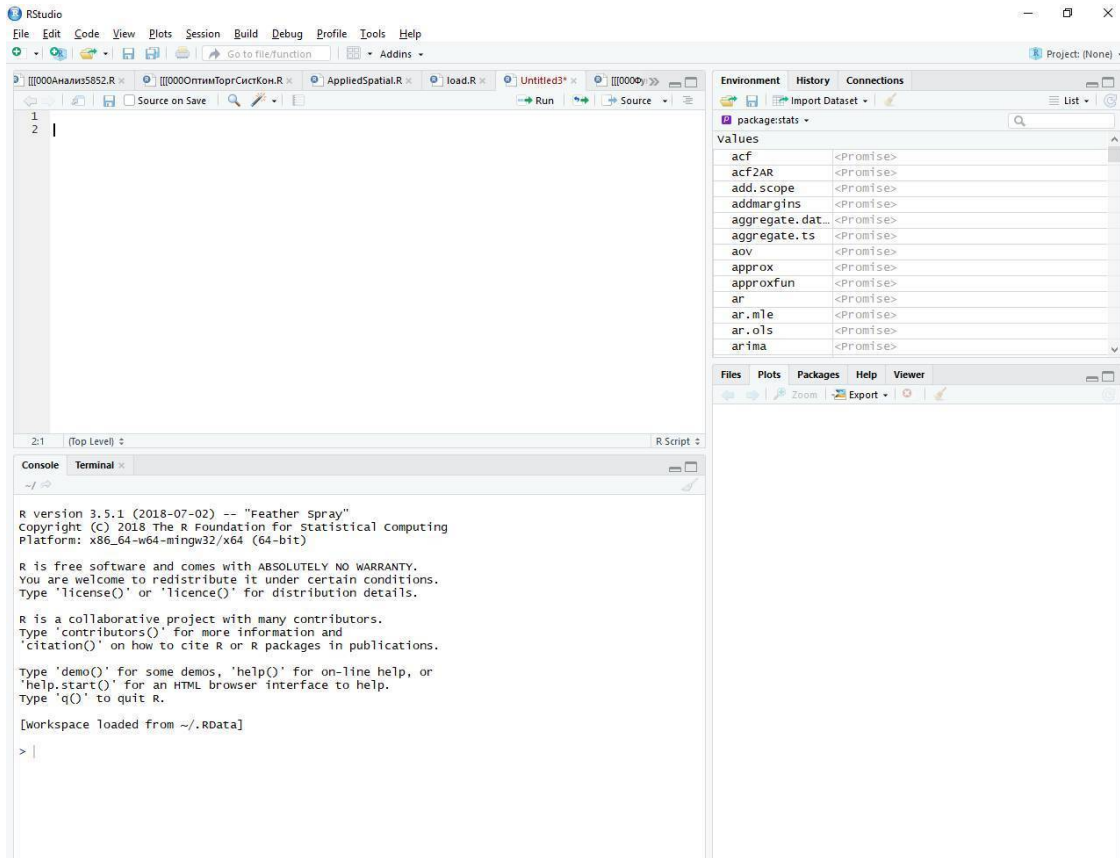 RStudio
File Edit Code View Plots Session Build Debug Profile Tools Help
Go to file/function Addins Project: (None)
[[[000Анализ5852.R [[[000ОптимТоргСистКон.R AppliedSpatial.R load.R Untitled3*
Source on Save Run Source
1
2
2:1 (Top Level) R Script
Console Terminal
~/
R version 3.5.1 (2018-07-02) -- "Feather Spray"
Copyright (C) 2018 The R Foundation for Statistical Computing
Platform: x86_64-w64-mingw32/x64 (64-bit)
R is free software and comes with ABSOLUTELY NO WARRANTY.
You are welcome to redistribute it under certain conditions.
Type 'license()' or 'licence()' for distribution details.
R is a collaborative project with many contributors.
Type 'contributors()' for more information and
'citation()' on how to cite R or R packages in publications.
Type 'demo()' for some demos, 'help()' for on-line help, or
'help.start()' for an HTML browser interface to help.
Type 'q()' to quit R.
[Workspace loaded from ~/.RData]
>
Environment History Connections
Import Dataset List
package:stats
Values
acf <Promise>
acf2AR <Promise>
add.scope <Promise>
addmargins <Promise>
aggregate.dat… <Promise>
aggregate.ts <Promise>
aov <Promise>
approx <Promise>
approxfun <Promise>
ar <Promise>
ar.mle <Promise>
ar.ols <Promise>
arima <Promise>
Files Plots Packages Help Viewer
Zoom Export